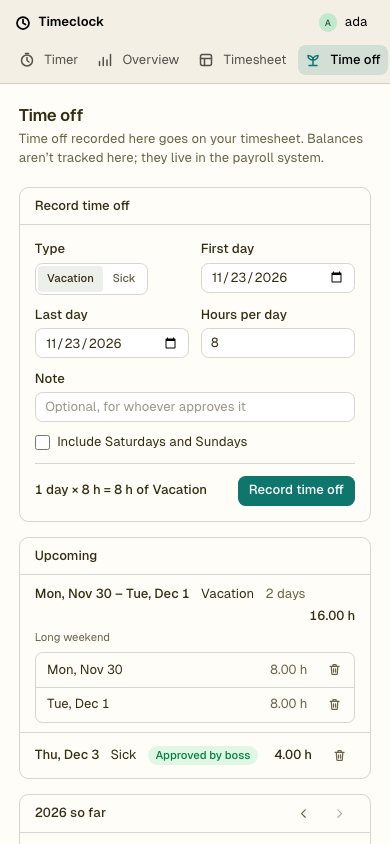 Timeclock
A ada
Timer Overview Timesheet Time off
Time off
Time off recorded here goes on your timesheet. Balances
aren't tracked here; they live in the payroll system.
Record time off
Type First day
Vacation Sick 11/23/2026
Last day Hours per day
11/23/2026 8
Note
Optional, for whoever approves it
Include Saturdays and Sundays
1 day × 8 h = 8 h of Vacation Record time off
Upcoming
Mon, Nov 30 – Tue, Dec 1 Vacation 2 days
16.00 h
Long weekend
Mon, Nov 30 8.00 h
Tue, Dec 1 8.00 h
Thu, Dec 3 Sick Approved by boss 4.00 h
2026 so far